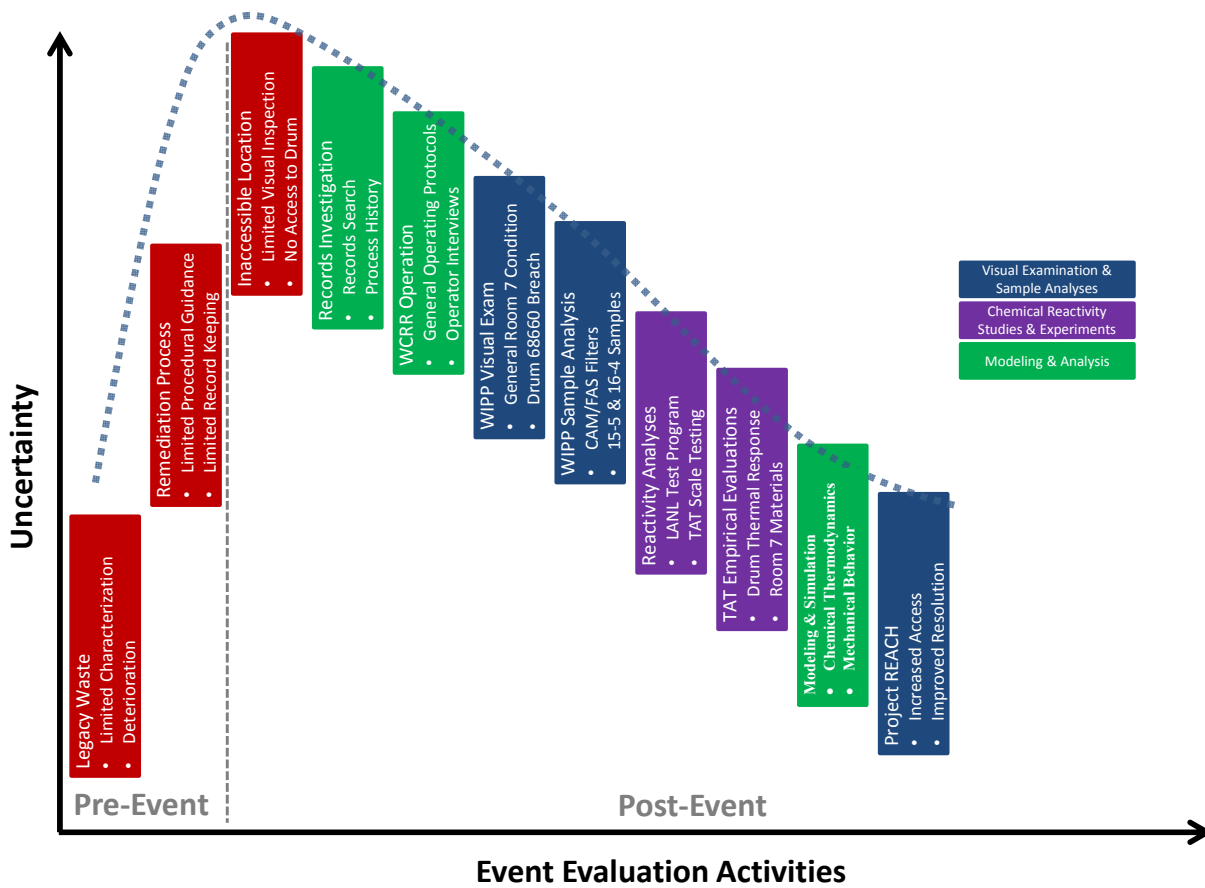 Uncertainty
Legacy Waste
• Limited Characterization
• Deterioration
Remediation Process
• Limited Procedural Guidance
• Limited Record Keeping
Inaccessible Location
• Limited Visual Inspection
• No Access to Drum
Records Investigation
• Records Search
• Process History
WCRR Operation
• General Operating Protocols
• Operator Interviews
WIPP Visual Exam
• General Room 7 Condition
• Drum 68660 Breach
WIPP Sample Analysis
• CAM/FAS Filters
• 15-5 & 16-4 Samples
Reactivity Analyses
• LANL Test Program
• TAT Scale Testing
TAT Empirical Evaluations
• Drum Thermal Response
• Room 7 Materials
Modeling & Simulation
• Chemical Thermodynamics
• Mechanical Behavior
Project REACH
• Increased Access
• Improved Resolution
Visual Examination &
Sample Analyses
Chemical Reactivity
Studies & Experiments
Modeling & Analysis
Pre-Event
Post-Event
Event Evaluation Activities